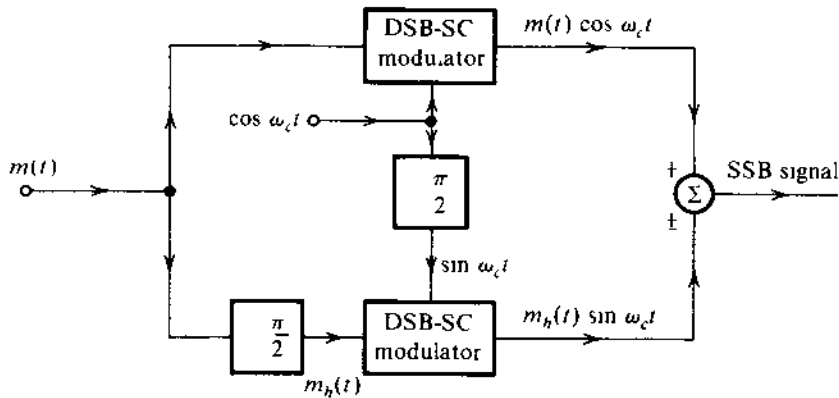 DSB-SC
modulator
m(t) cos ω_c t
cos ω_c t
m(t)
π
2
+
±
Σ
SSB signal
sin ω_c t
π
2
DSB-SC
modulator
m_h(t) sin ω_c t
m_h(t)